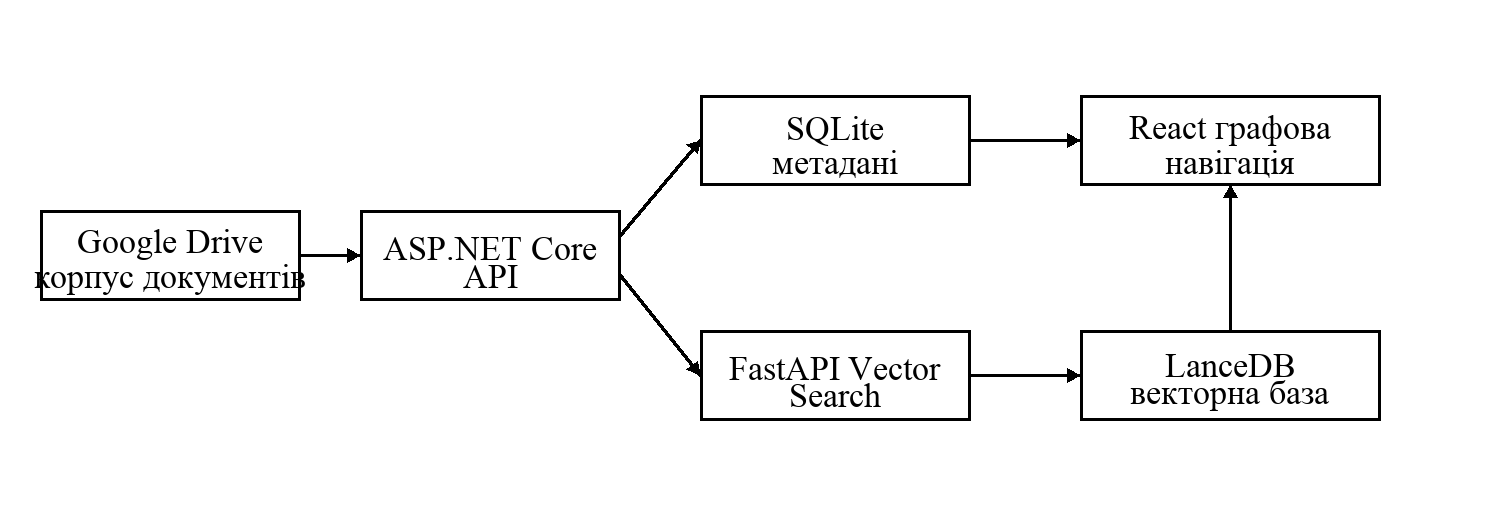 Google Drive
корпус документів
ASP.NET Core
API
SQLite
метадані
React графова
навігація
FastAPI Vector
Search
LanceDB
векторна база